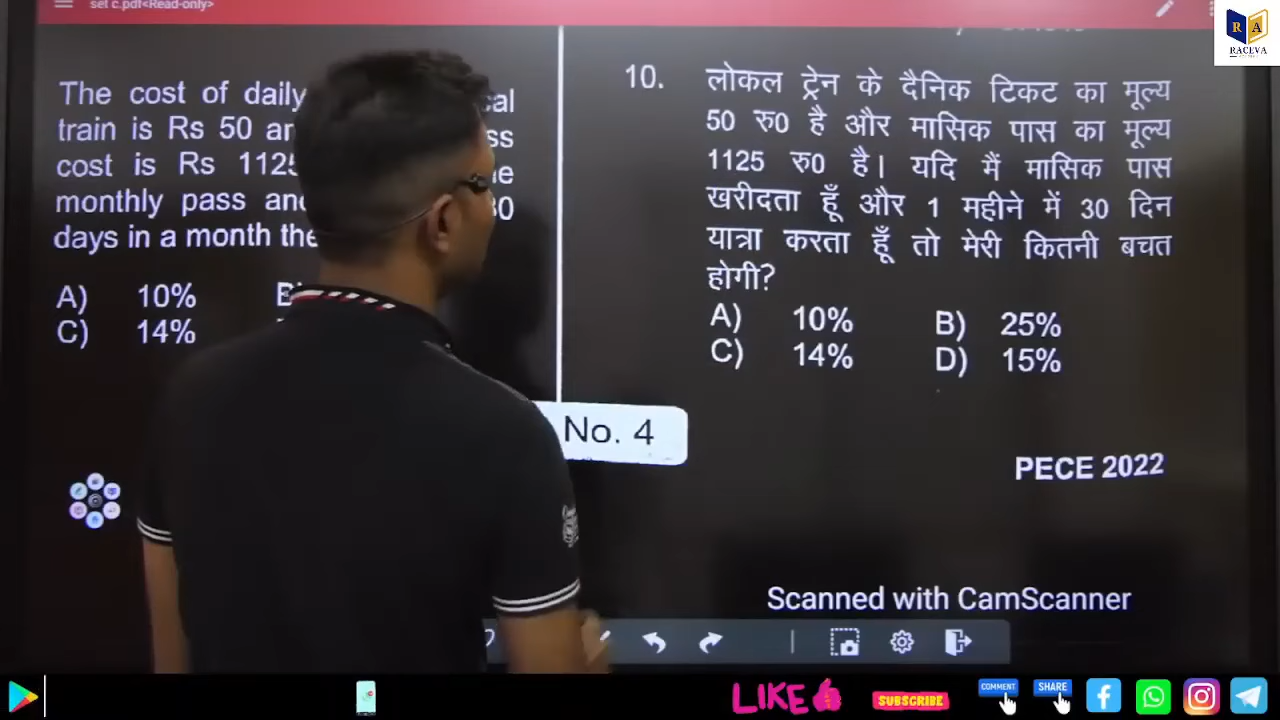 set c.pdf<Read-only>
RA
RACEVA
The cost of daily cal
train is Rs 50 ss
cost is Rs 1125
monthly pass and 30
days in a month the
A) 10%
C) 14%
10. लोकल ट्रेन के दैनिक टिकट का मूल्य
50 रु0 है और मासिक पास का मूल्य
1125 रु0 है। यदि मैं मासिक पास
खरीदता हूँ और 1 महीने में 30 दिन
यात्रा करता हूँ तो मेरी कितनी बचत
होगी?
A) 10% B) 25%
C) 14% D) 15%
No. 4
PECE 2022
Scanned with CamScanner
LIKE
SUBSCRIBE
COMMENT
SHARE